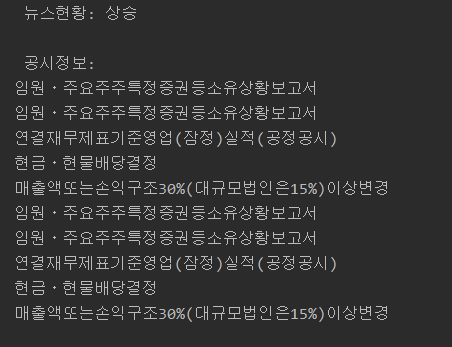 뉴스현황: 상승
공시정보:
임원ㆍ주요주주특정증권등소유상황보고서
임원ㆍ주요주주특정증권등소유상황보고서
연결재무제표기준영업(잠정)실적(공정공시)
현금ㆍ현물배당결정
매출액또는손익구조30%(대규모법인은15%)이상변경
임원ㆍ주요주주특정증권등소유상황보고서
임원ㆍ주요주주특정증권등소유상황보고서
연결재무제표기준영업(잠정)실적(공정공시)
현금ㆍ현물배당결정
매출액또는손익구조30%(대규모법인은15%)이상변경